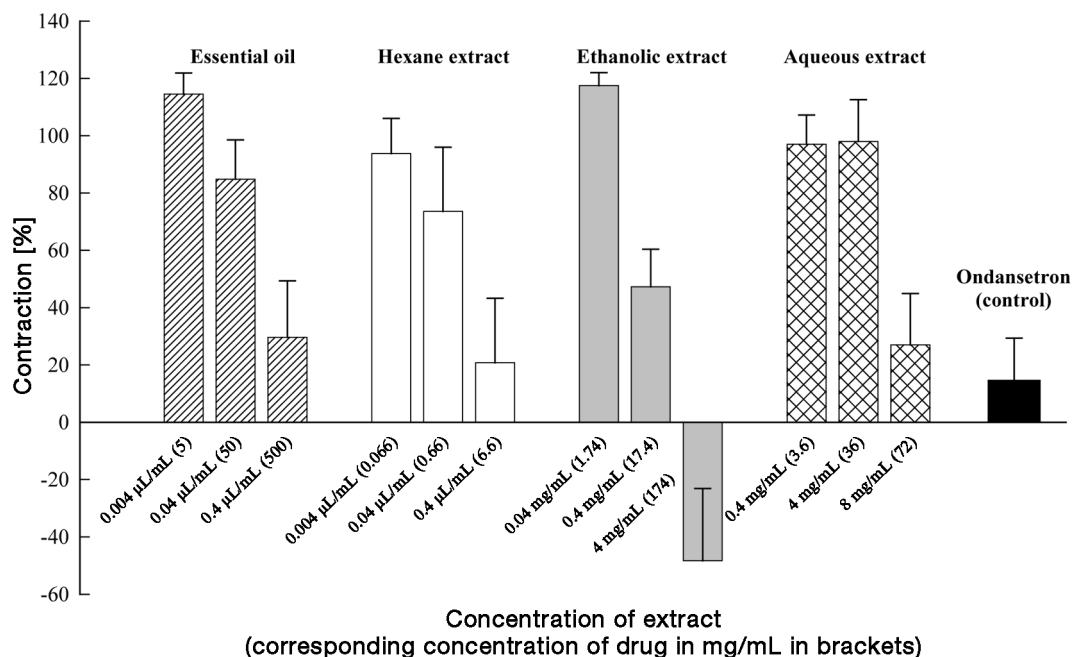 140
120
100
80
60
40
20
0
-20
-40
-60
Contraction [%]
Essential oil
Hexane extract
Ethanolic extract
Aqueous extract
Ondansetron
(control)
0.004 µL/mL (5)
0.04 µL/mL (50)
0.4 µL/mL (500)
0.004 µL/mL (0.066)
0.04 µL/mL (0.66)
0.4 µL/mL (6.6)
0.04 mg/mL (1.74)
0.4 mg/mL (17.4)
4 mg/mL (174)
0.4 mg/mL (3.6)
4 mg/mL (36)
8 mg/mL (72)
Concentration of extract
(corresponding concentration of drug in mg/mL in brackets)